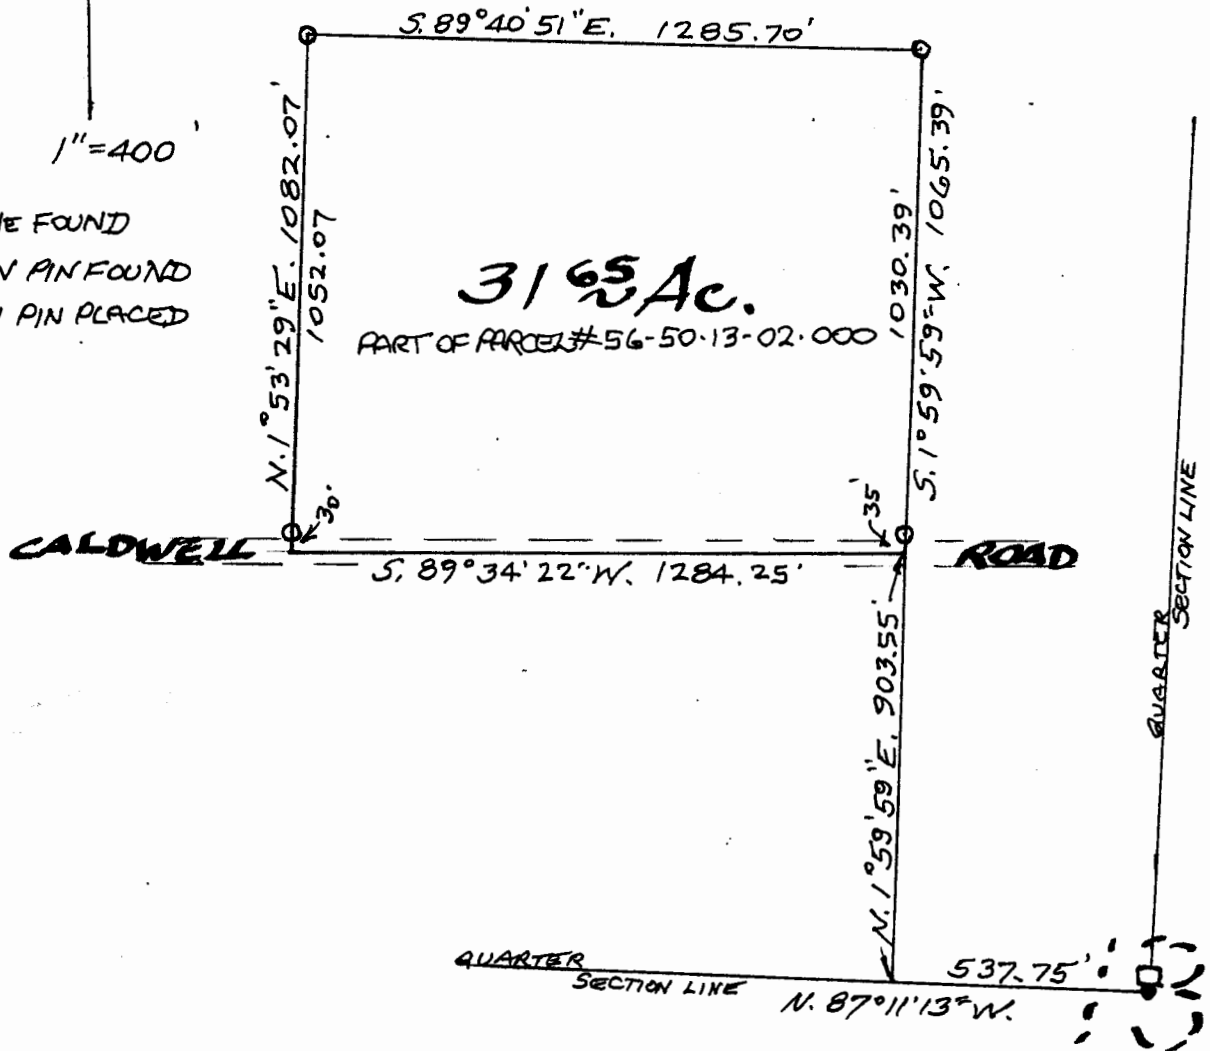 S. 89°40'51"E. 1285.70'
1"=400'
FOUND
PIN FOUND
PIN PLACED
N. 1°53'29"E. 1082.07'
1052.07
31 65 Ac.
PART OF PARCEL# 56-50-13-02.000
1030.39'
S. 1°59'59"W. 1065.39'
30'
35'
CALDWELL ROAD
S. 89°34'22"W. 1284.25'
N. 1°59'59"E. 903.55'
QUARTER
SECTION LINE
QUARTER
SECTION LINE
537.75'
N. 87°11'13"W.